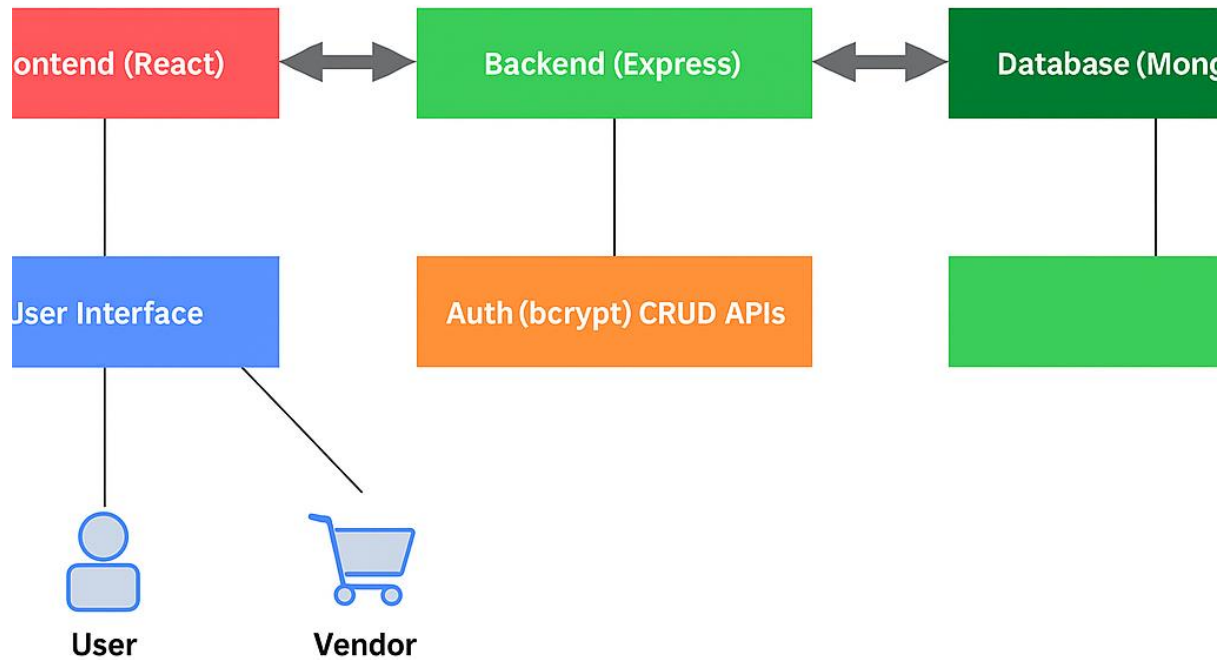 ontend (React)
Backend (Express)
Database (Mong
User Interface
Auth (bcrypt) CRUD APIs
User
Vendor